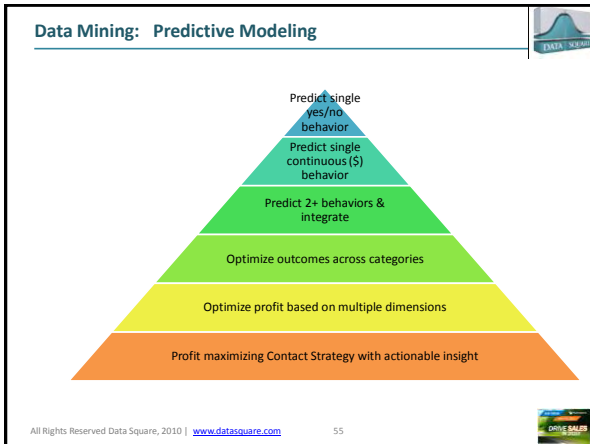 Data Mining: Predictive Modeling
DATA SQUARE
Predict single
yes/no
behavior
Predict single
continuous ($)
behavior
Predict 2+ behaviors &
integrate
Optimize outcomes across categories
Optimize profit based on multiple dimensions
Profit maximizing Contact Strategy with actionable insight
All Rights Reserved Data Square, 2010 | www.datasquare.com 55
DRIVE SALES